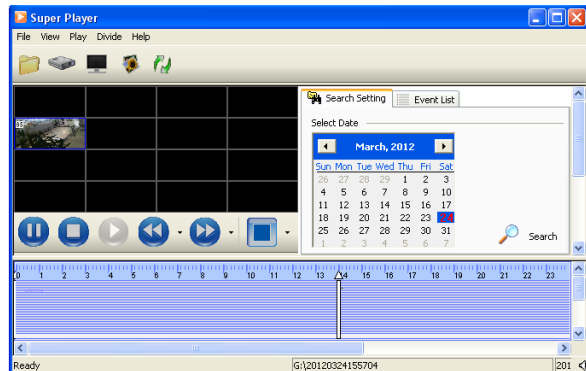 Super Player
File View Play Divide Help
Search Setting Event List
Select Date
March, 2012
Sun Mon Tue Wed Thu Fri Sat
26 27 28 29 1 2 3
4 5 6 7 8 9 10
11 12 13 14 15 16 17
18 19 20 21 22 23 24
25 26 27 28 29 30 31
1 2 3 4 5 6 7
Search
0 1 2 3 4 5 6 7 8 9 10 11 12 13 14 15 16 17 18 19 20 21 22 23
Ready G:\20120324155704 201